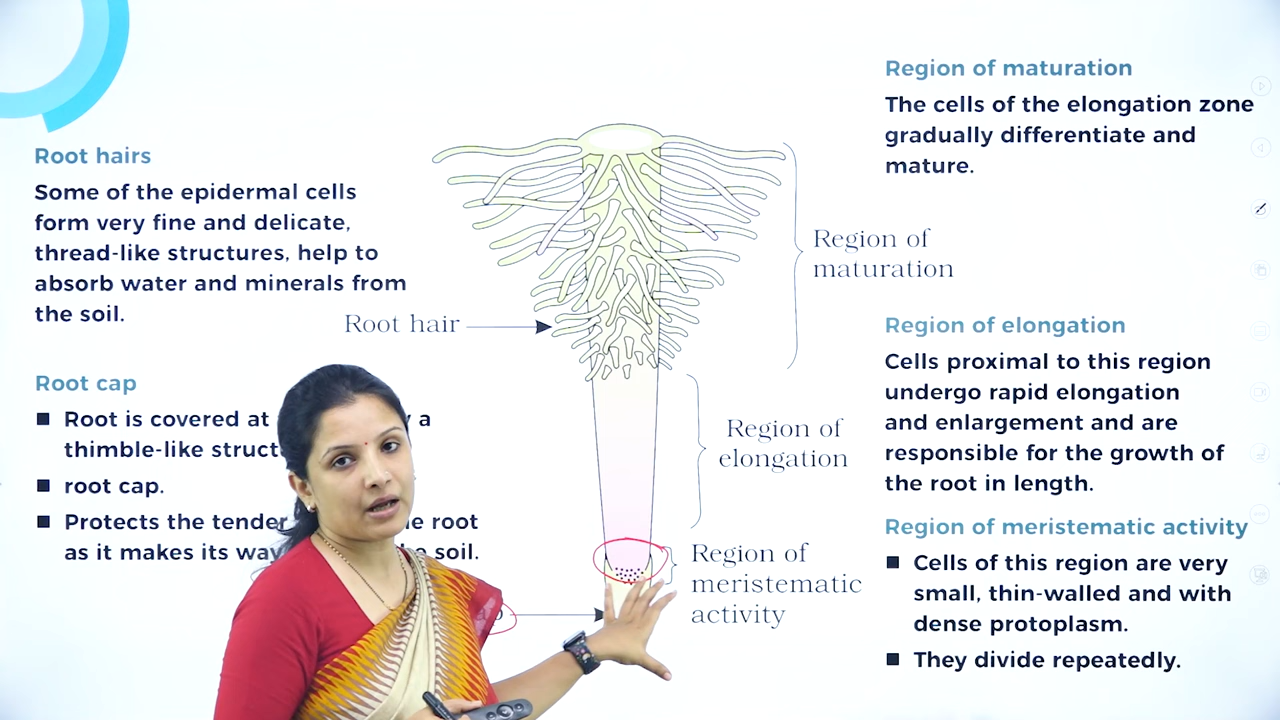 Root hairs
Some of the epidermal cells
form very fine and delicate,
thread-like structures, help to
absorb water and minerals from
the soil.
Root cap
Root is covered at a
thimble-like struct
root cap.
Protects the tender e root
as it makes its way e soil.
Root hair
Region of
maturation
Region of
elongation
Region of
meristematic
activity
Region of maturation
The cells of the elongation zone
gradually differentiate and
mature.
Region of elongation
Cells proximal to this region
undergo rapid elongation
and enlargement and are
responsible for the growth of
the root in length.
Region of meristematic activity
Cells of this region are very
small, thin-walled and with
dense protoplasm.
They divide repeatedly.